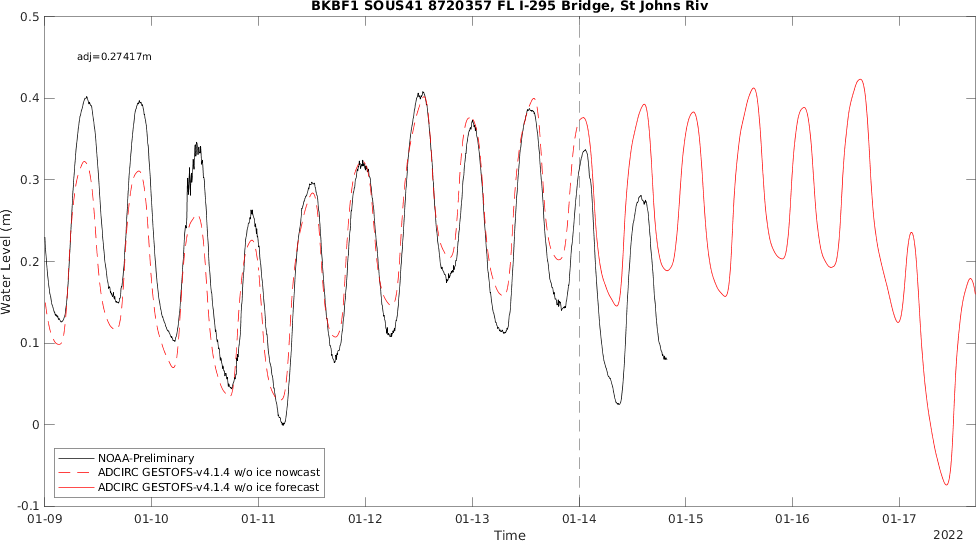 BKBF1 SOUS41 8720357 FL I-295 Bridge, St Johns Riv
0.5
adj=0.27417m
0.4
0.3
0.2
0.1
0
-0.1
Water Level (m)
NOAA-Preliminary
ADCIRC GESTOFS-v4.1.4 w/o ice nowcast
ADCIRC GESTOFS-v4.1.4 w/o ice forecast
01-09 01-10 01-11 01-12 01-13 01-14 01-15 01-16 01-17
Time
2022